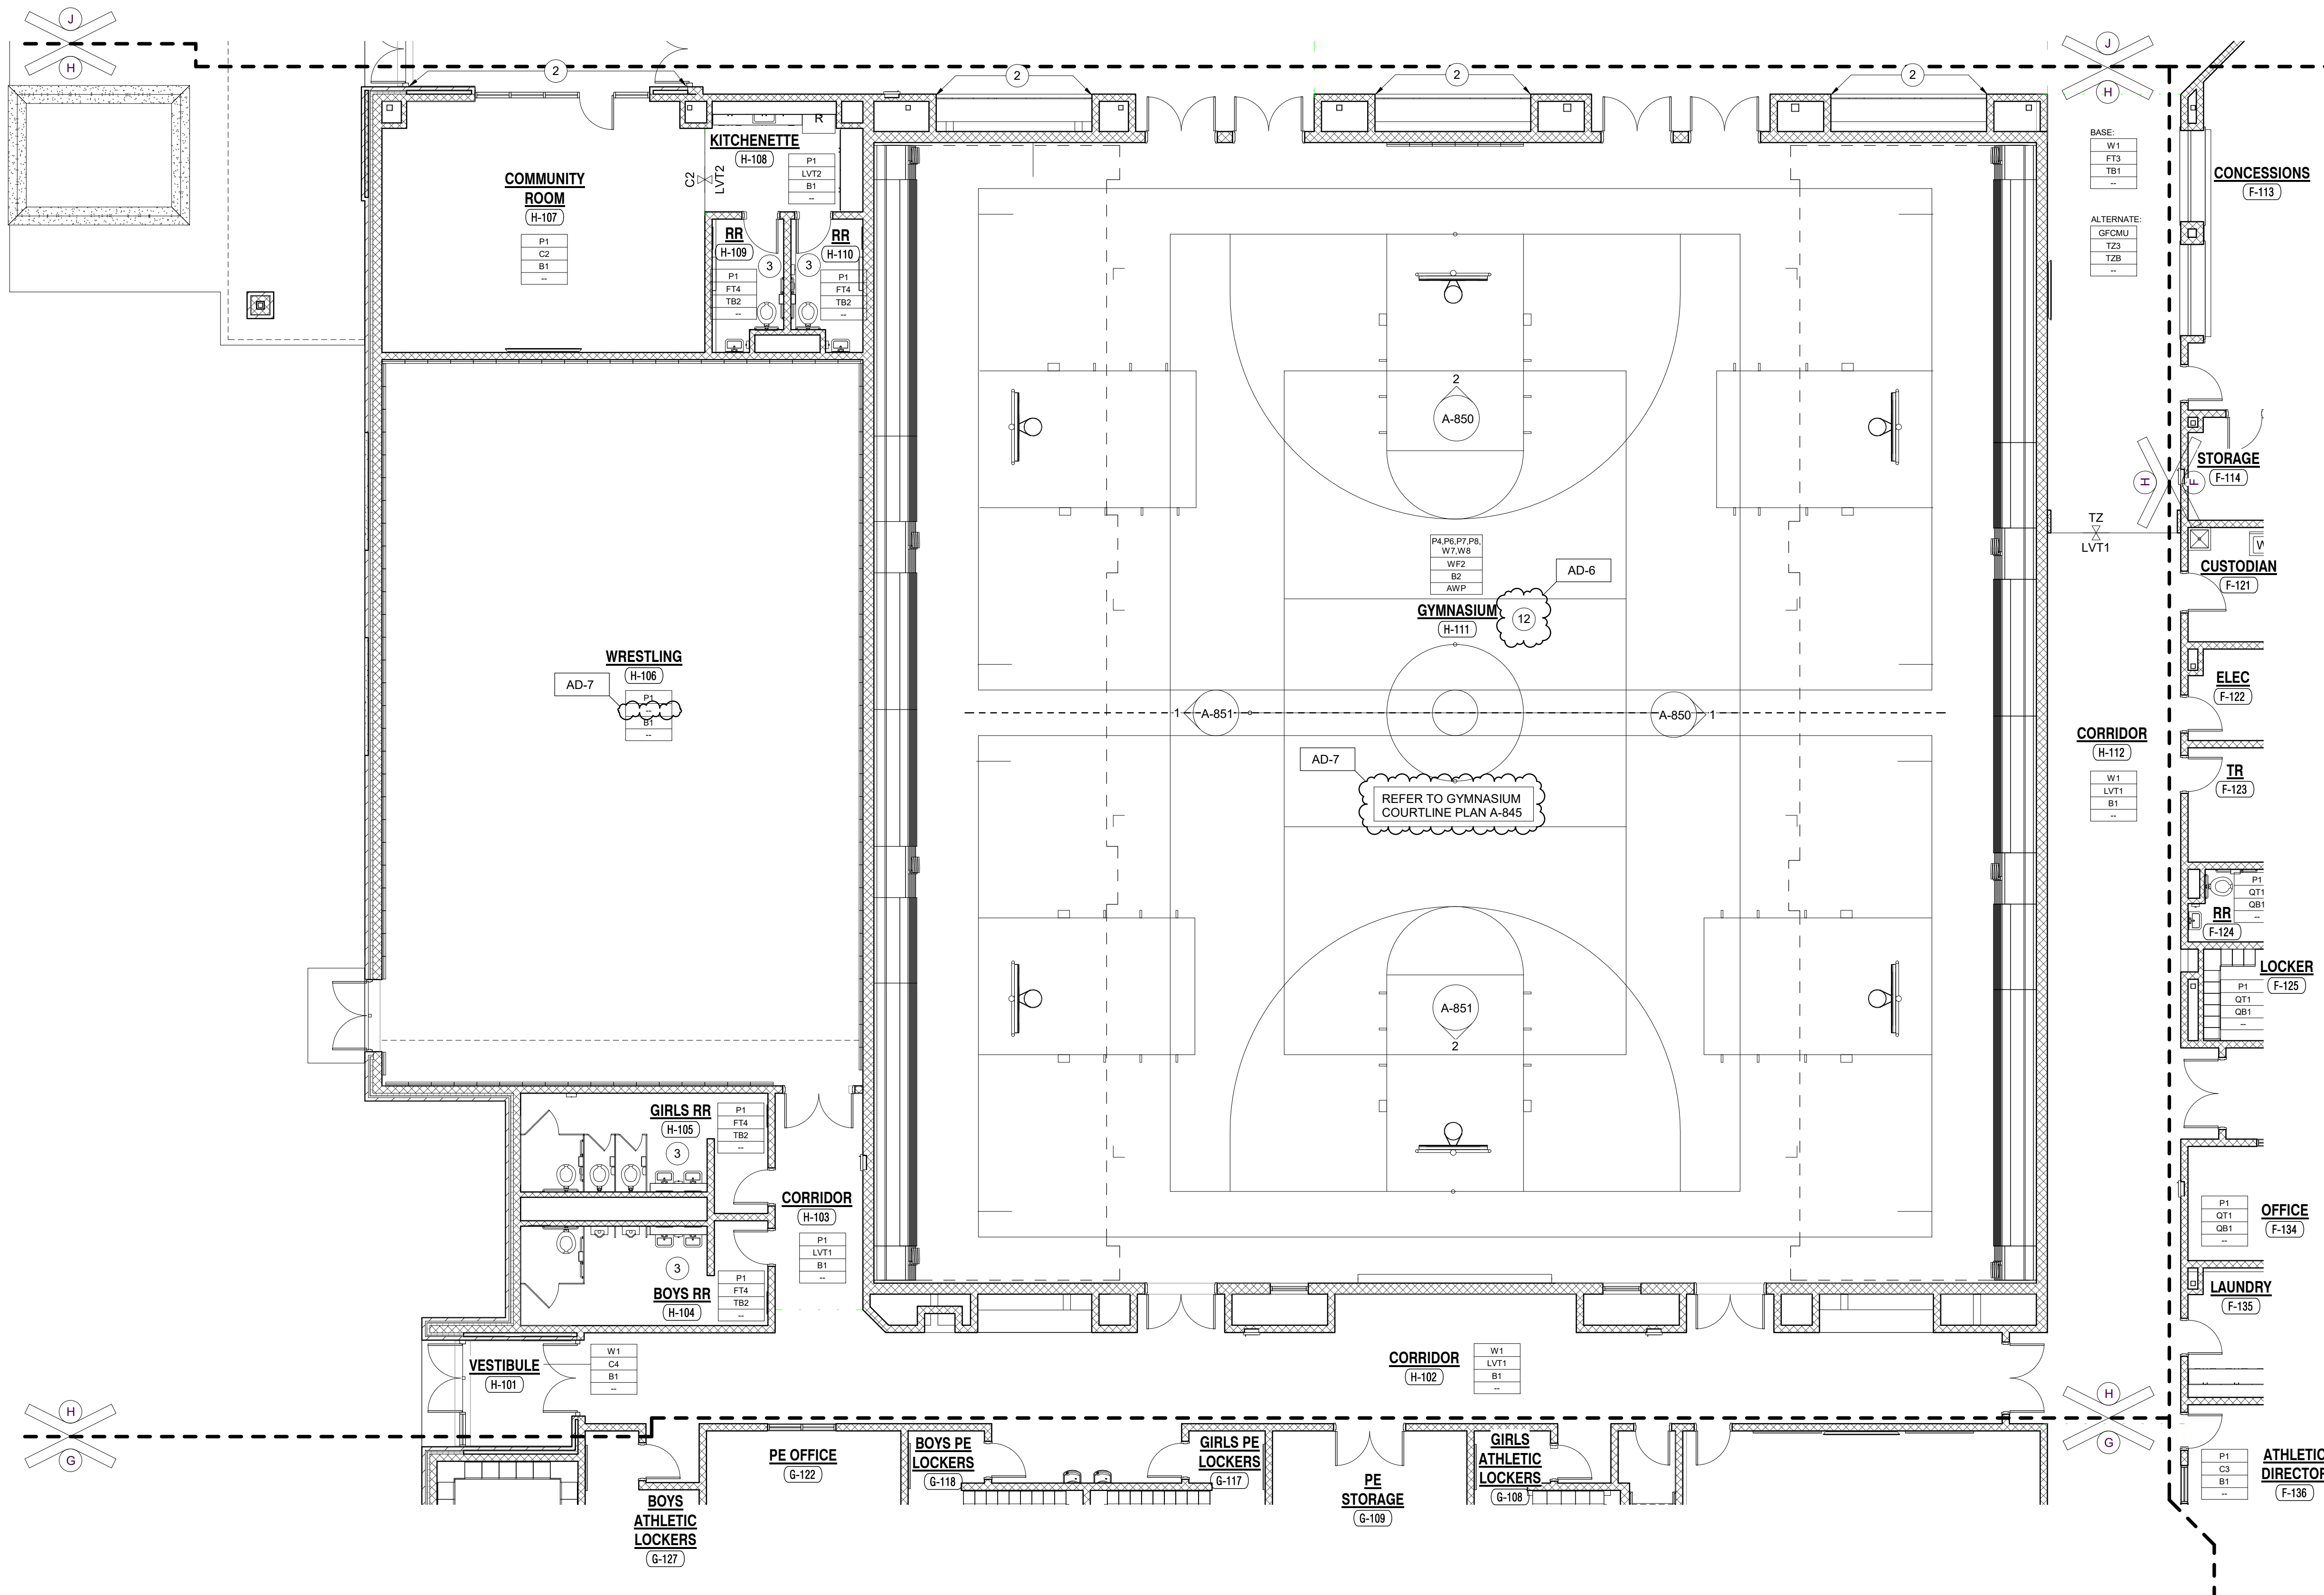 J
H
2
2
2
2
J
H
BASE:
W1
FT3
TB1
--
ALTERNATE:
GFCMU
TZ3
TZB
--
CONCESSIONS
F-113
R
KITCHENETTE
H-108
P1
LVT2
B1
--
C2
LVT2
COMMUNITY
ROOM
H-107
P1
C2
B1
--
RR
H-109
3
P1
FT4
TB2
--
RR
H-110
3
P1
FT4
TB2
--
2
A-850
STORAGE
F-114
H
F
TZ
LVT1
P4,P6,P7,P8,
W7,W8
WF2
B2
AWP
AD-6
GYMNASIUM
12
H-111
W
CUSTODIAN
F-121
WRESTLING
H-106
AD-7
P1
--
B1
--
ELEC
F-122
1
A-851
A-850
1
CORRIDOR
H-112
W1
LVT1
B1
--
AD-7
REFER TO GYMNASIUM
COURTLINE PLAN A-845
TR
F-123
P1
QT1
QB1
--
RR
F-124
LOCKER
F-125
P1
QT1
QB1
--
A-851
2
GIRLS RR
H-105
3
P1
FT4
TB2
--
CORRIDOR
H-103
P1
LVT1
B1
--
3
BOYS RR
H-104
P1
FT4
TB2
--
P1
QT1
QB1
--
OFFICE
F-134
LAUNDRY
F-135
VESTIBULE
H-101
W1
C4
B1
--
CORRIDOR
H-102
W1
LVT1
B1
--
H
G
H
G
PE OFFICE
G-122
BOYS PE
LOCKERS
G-118
GIRLS PE
LOCKERS
G-117
GIRLS
ATHLETIC
LOCKERS
G-108
PE
STORAGE
G-109
BOYS
ATHLETIC
LOCKERS
G-127
P1
C3
B1
--
ATHLETIC
DIRECTOR
F-136